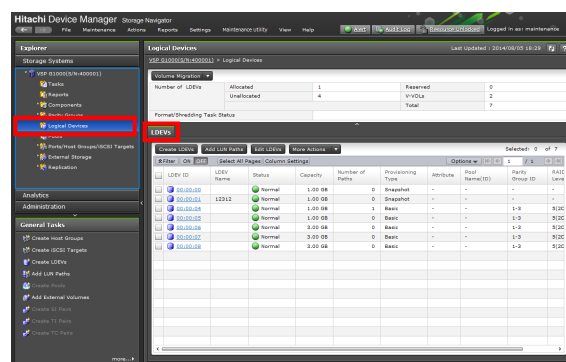 Hitachi Device Manager Storage Navigator
File Maintenance Actions Reports Settings Maintenance Utility View Help Alert Audit Log Resource Unlocked Logged in as: maintenance
Explorer
Storage Systems
VSP G1000(S/N:400001)
Tasks
Reports
Components
Parity Groups
Logical Devices
Pools
Ports/Host Groups/iSCSI Targets
External Storage
Replication
Analytics
Administration
General Tasks
Create Host Groups
Create iSCSI Targets
Create LDEVs
Add LUN Paths
Create Pools
Add External Volumes
Create SI Pairs
Create TI Pairs
Create TC Pairs
more...
Logical Devices Last Updated : 2014/08/05 18:29
VSP G1000(S/N:400001) > Logical Devices
Volume Migration
Number of LDEVs Allocated 1 Reserved 0
Unallocated 4 V-VOLs 2
Total 7
Format/Shredding Task Status
LDEVs
Create LDEVs Add LUN Paths Edit LDEVs More Actions Selected: 0 of 7
Filter ON OFF Select All Pages Column Settings Options 1 / 1
LDEV ID LDEV Name Status Capacity Number of Paths Provisioning Type Attribute Pool Name(ID) Parity Group ID RAID Leve
00:00:00 Normal 1.00 GB 0 Snapshot - - -
00:00:01 12312 Normal 1.00 GB 0 Snapshot - - -
00:00:04 Normal 1.00 GB 1 Basic - - 1-3 5(2D
00:00:05 Normal 1.00 GB 0 Basic - - 1-3 5(2D
00:00:06 Normal 3.00 GB 0 Basic - - 1-3 5(2D
00:00:07 Normal 3.00 GB 0 Basic - - 1-3 5(2D
00:00:08 Normal 3.00 GB 0 Basic - - 1-3 5(2D